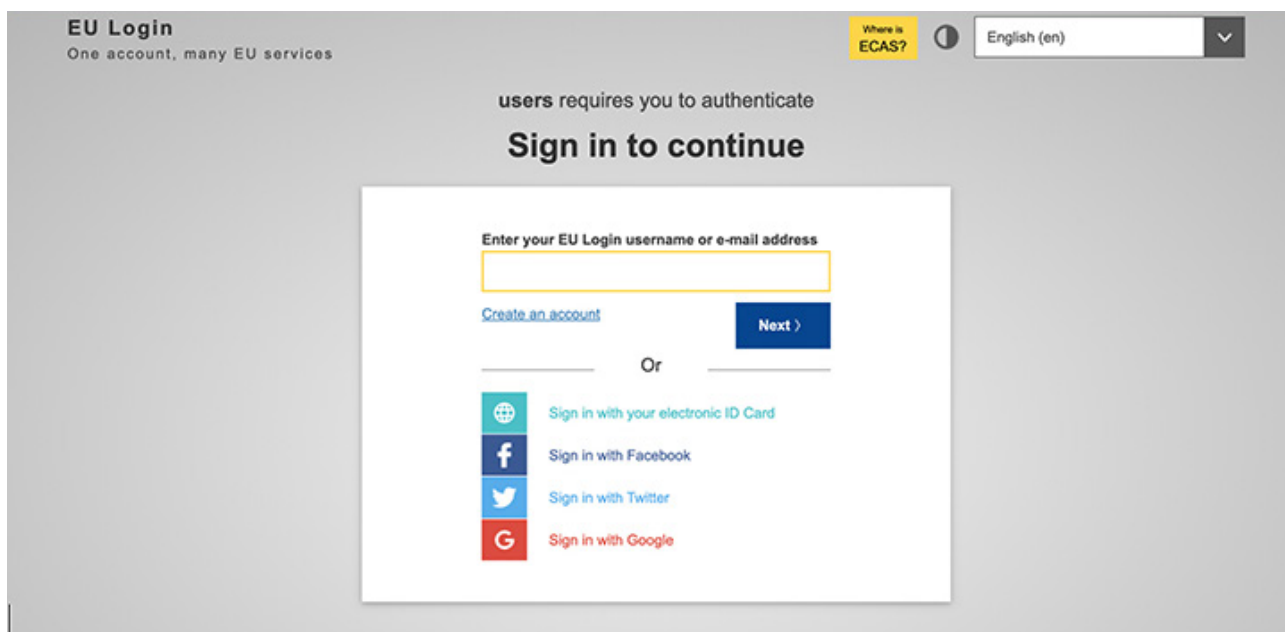 EU Login
One account, many EU services
Where is
ECAS?
English (en)
users requires you to authenticate
Sign in to continue
Enter your EU Login username or e-mail address
Create an account
Next
Or
Sign in with your electronic ID Card
Sign in with Facebook
Sign in with Twitter
Sign in with Google